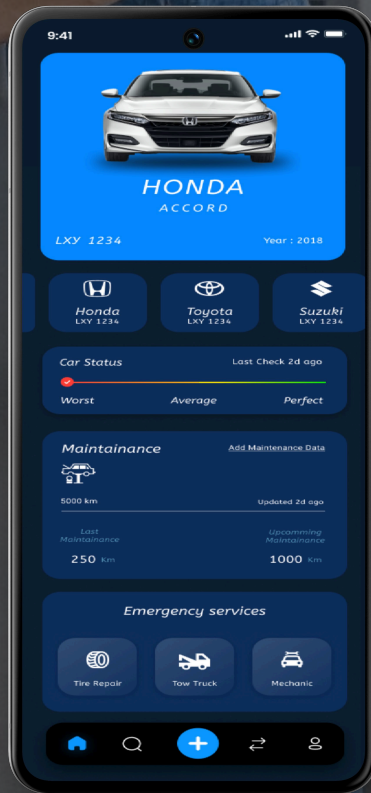 9:41
HONDA
ACCORD
LXY 1234
Year : 2018
Honda
LXY 1234
Toyota
LXY 1234
Suzuki
LXY 1234
Car Status
Last Check 2d ago
Worst
Average
Perfect
Maintainance
Add Maintenance Data
5000 km
Updated 2d ago
Last
Maintainance
Upcomming
Maintainance
250 Km
1000 Km
Emergency services
Tire Repair
Tow Truck
Mechanic